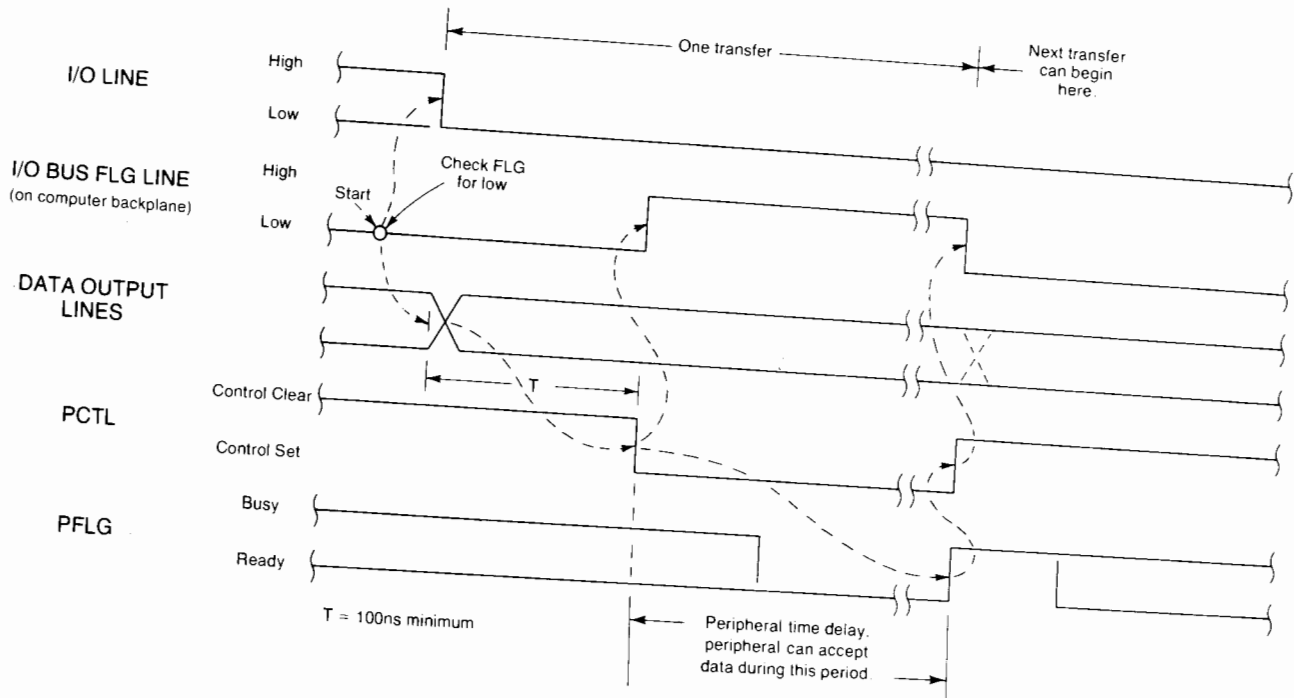 One transfer
Next transfer
can begin
here.
I/O LINE
High
Low
I/O BUS FLG LINE
(on computer backplane)
High
Check FLG
for low
Start
Low
DATA OUTPUT
LINES
T
PCTL
Control Clear
Control Set
PFLG
Busy
Ready
T = 100ns minimum
Peripheral time delay.
peripheral can accept
data during this period.